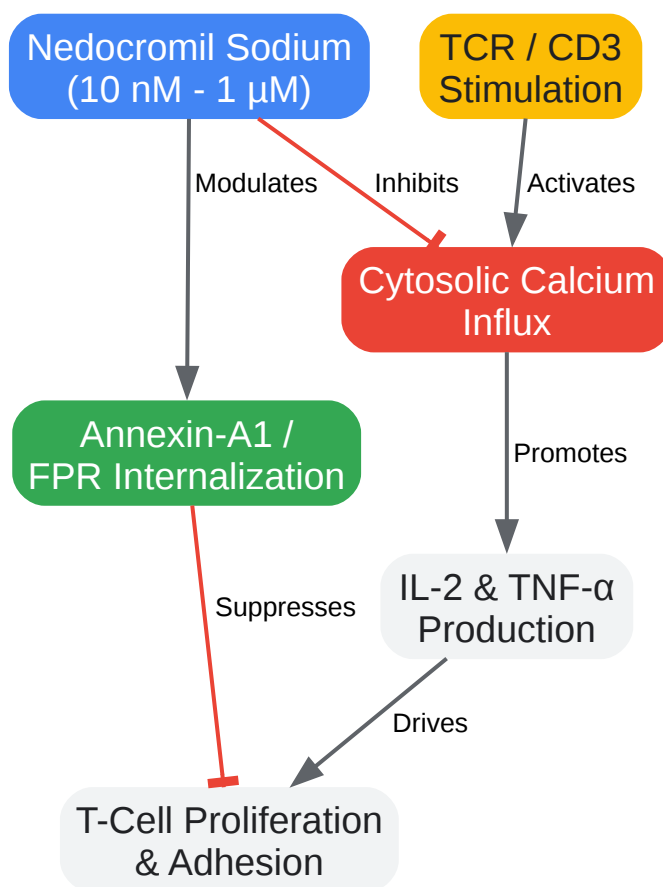 Nedocromil Sodium
(10 nM - 1 µM)
TCR / CD3
Stimulation
Modulates
Inhibits
Activates
Cytosolic Calcium
Influx
Annexin-A1 /
FPR Internalization
Promotes
IL-2 & TNF-α
Production
Suppresses
Drives
T-Cell Proliferation
& Adhesion